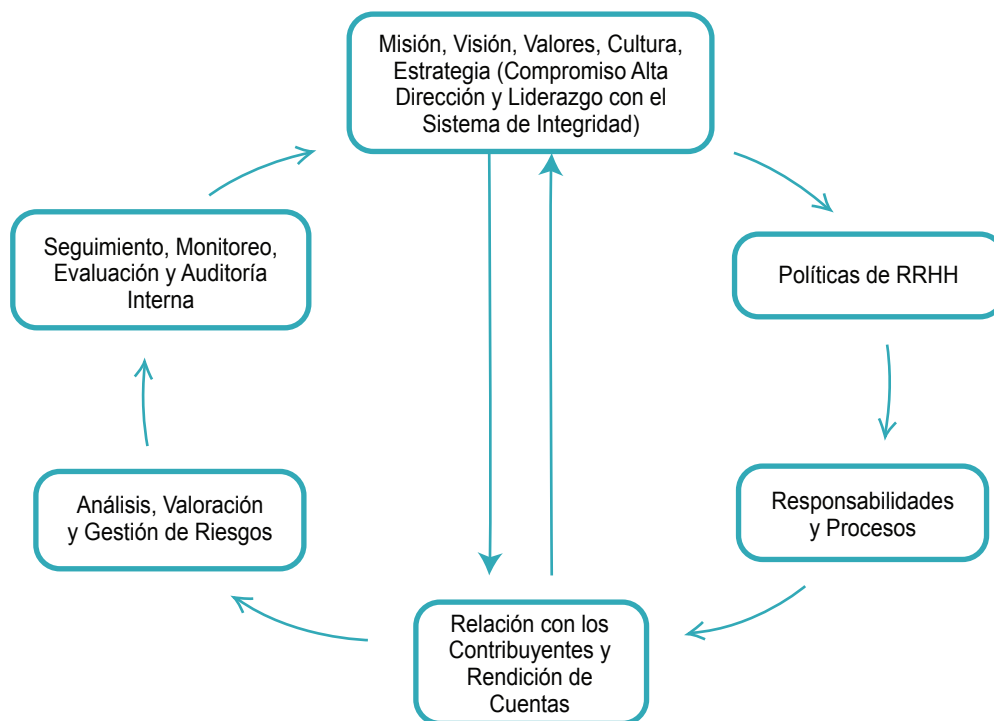 Misión, Visión, Valores, Cultura,
Estrategia (Compromiso Alta
Dirección y Liderazgo con el
Sistema de Integridad)
Políticas de RRHH
Responsabilidades
y Procesos
Relación con los
Contribuyentes y
Rendición de
Cuentas
Análisis, Valoración
y Gestión de Riesgos
Seguimiento, Monitoreo,
Evaluación y Auditoría
Interna